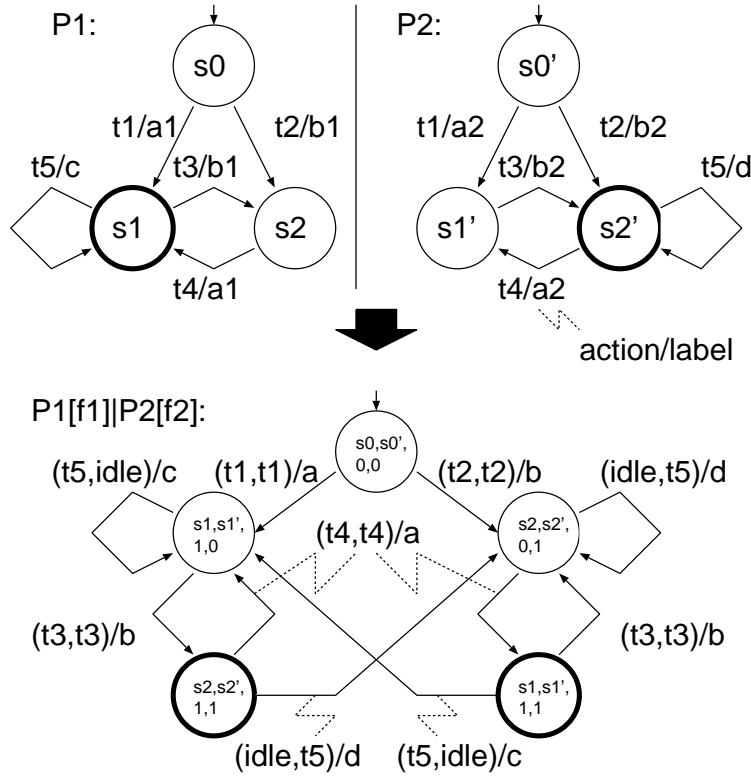 P1:
P2:
s0
s0'
t1/a1
t2/b1
t1/a2
t2/b2
t5/c
t3/b1
t3/b2
t5/d
s1
s2
s1'
s2'
t4/a1
t4/a2
action/label
P1[f1]|P2[f2]:
s0,s0',
0,0
(t5,idle)/c
(t1,t1)/a
(t2,t2)/b
(idle,t5)/d
s1,s1',
1,0
(t4,t4)/a
s2,s2',
0,1
(t3,t3)/b
(t3,t3)/b
s2,s2',
1,1
s1,s1',
1,1
(idle,t5)/d
(t5,idle)/c